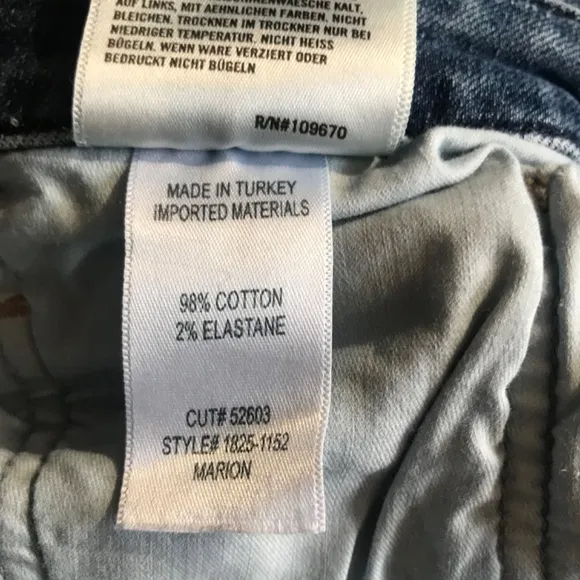 KALT,
AUF LINKS, MIT AEHNLICHEN FARBEN, NICHT
BLEICHEN. TROCKNEN IM TROCKNER NUR BEI
NIEDRIGER TEMPERATUR. NICHT HEISS
BÜGELN. WENN WARE VERZIERT ODER
BEDRUCKT NICHT BÜGELN
R/N#109670
MADE IN TURKEY
IMPORTED MATERIALS
98% COTTON
2% ELASTANE
CUT# 52603
STYLE# 1825-1152
MARION